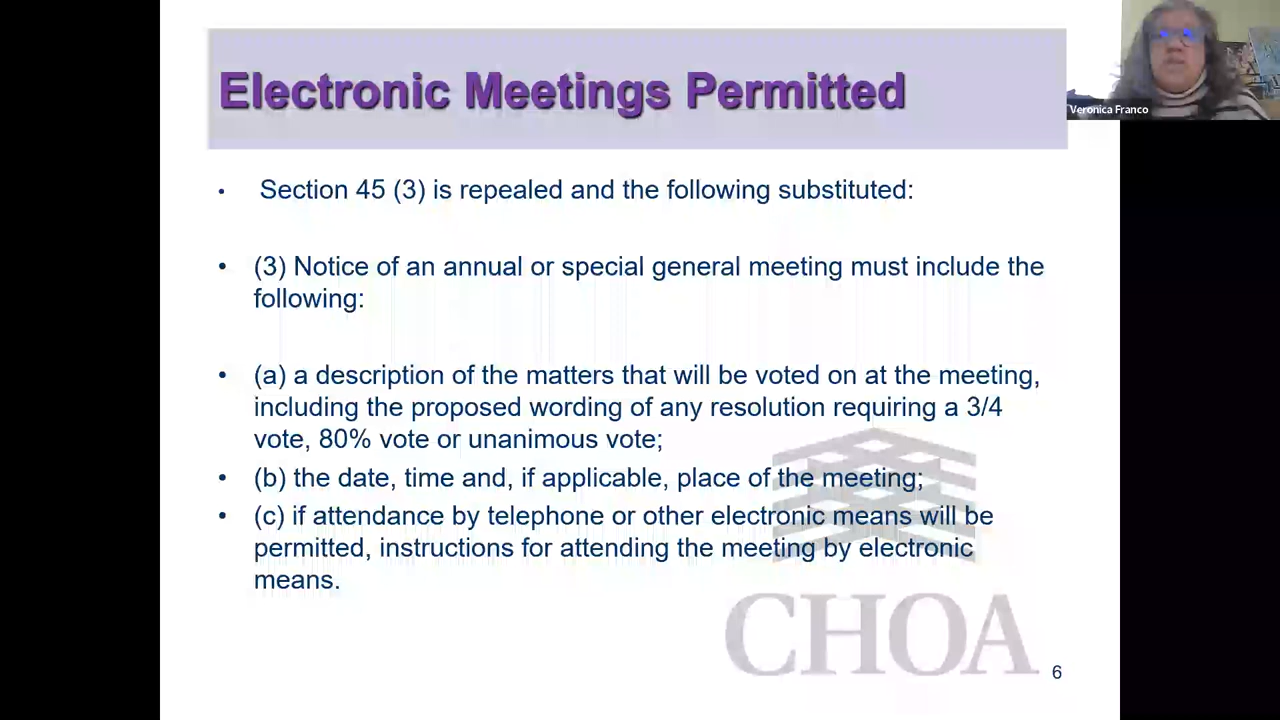 Electronic Meetings Permitted
Veronica Franco
• Section 45 (3) is repealed and the following substituted:
• (3) Notice of an annual or special general meeting must include the
following:
• (a) a description of the matters that will be voted on at the meeting,
including the proposed wording of any resolution requiring a 3/4
vote, 80% vote or unanimous vote;
• (b) the date, time and, if applicable, place of the meeting;
• (c) if attendance by telephone or other electronic means will be
permitted, instructions for attending the meeting by electronic
means.
CHOA
6